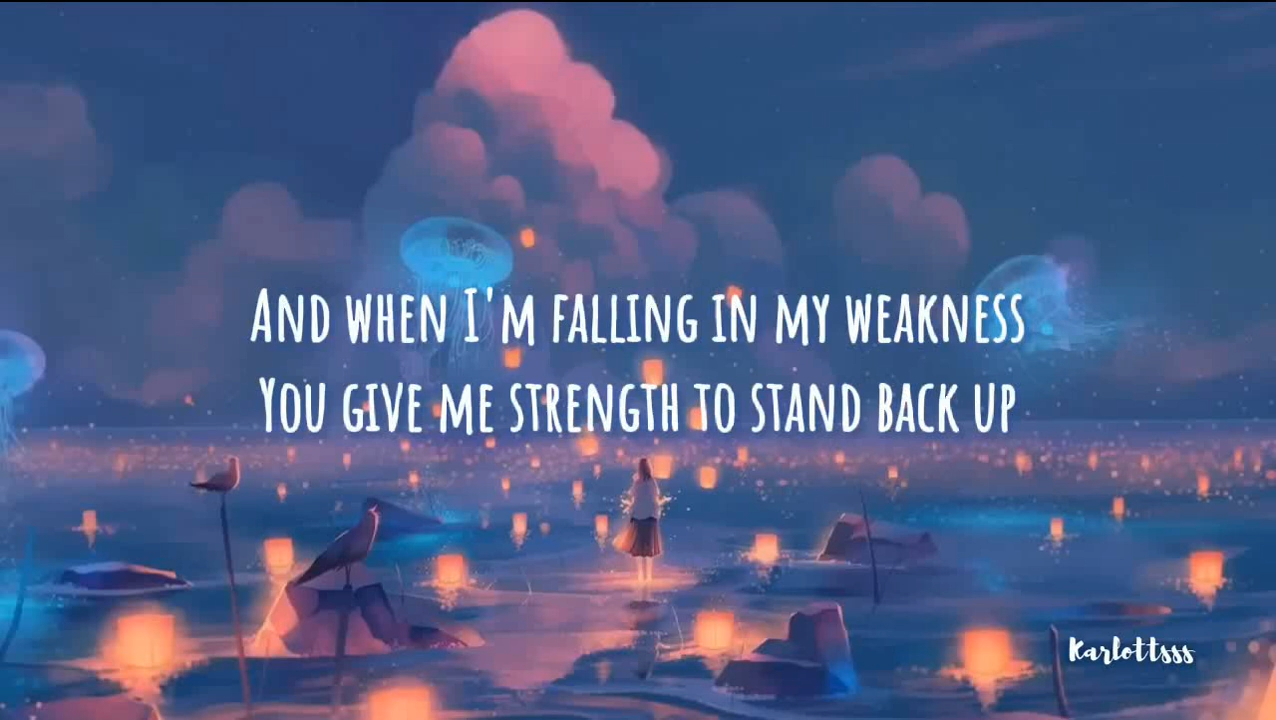 And when I'm falling in my weakness
You give me strength to stand back up
Karlottsss